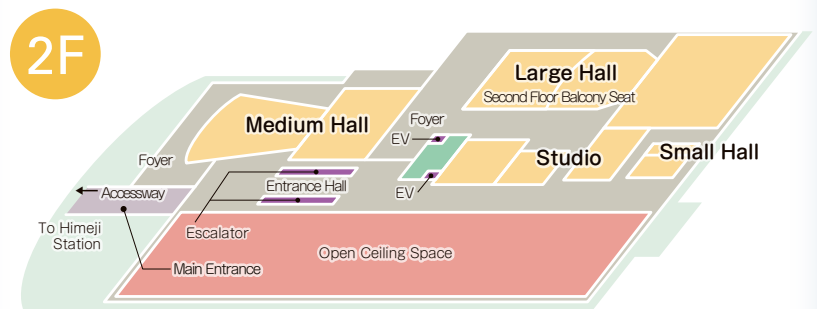 2F
Large Hall
Second Floor Balcony Seat
Medium Hall
Foyer
EV
Foyer
Studio
Small Hall
Accessway
Entrance Hall
EV
To Himeji
Station
Escalator
Main Entrance
Open Ceiling Space